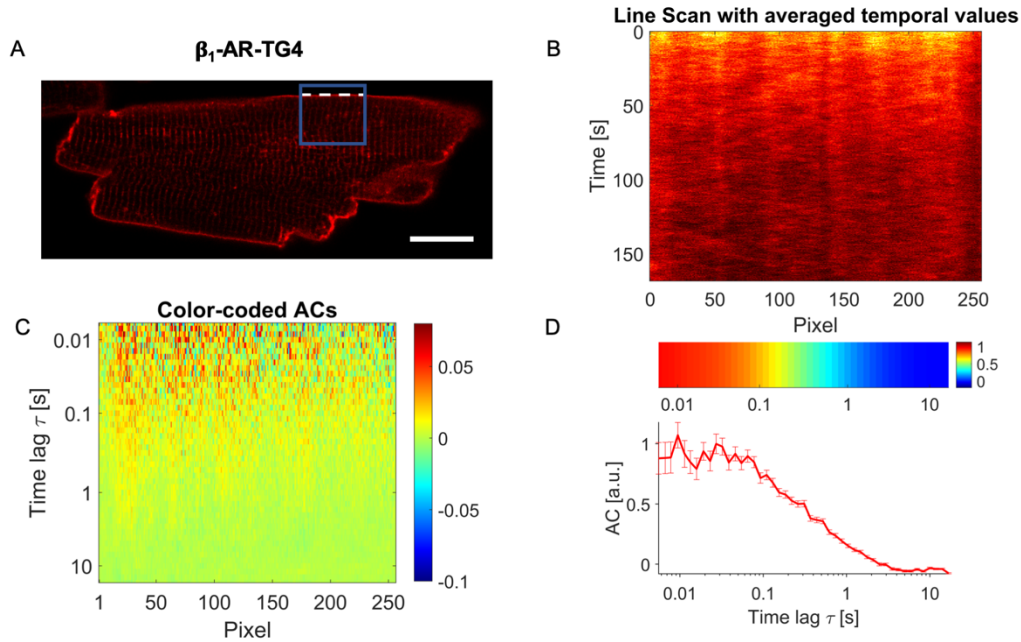 A
β₁-AR-TG4
B
Line Scan with averaged temporal values
0
50
100
150
Time [s]
0 50 100 150 200 250
Pixel
C
Color-coded ACs
0.01
0.1
1
10
Time lag τ [s]
1 50 100 150 200 250
Pixel
0.05
0
-0.05
-0.1
D
0.01 0.1 1 10
1
0.5
0
1
0.5
0
AC [a.u.]
0.01 0.1 1 10
Time lag τ [s]